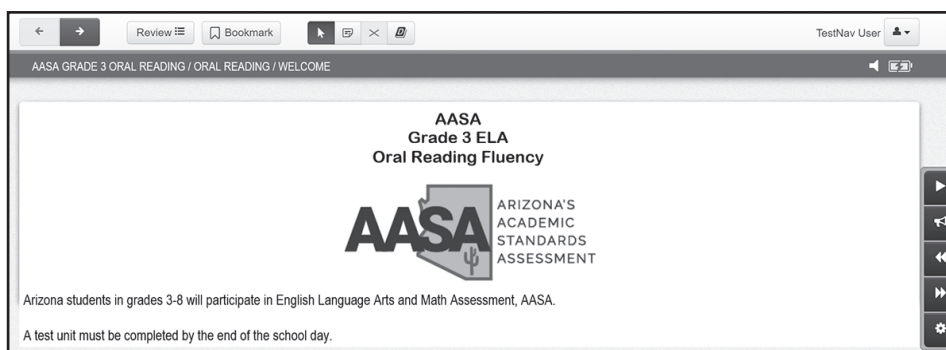 Review Bookmark TestNav User
AASA GRADE 3 ORAL READING / ORAL READING / WELCOME
AASA
Grade 3 ELA
Oral Reading Fluency
AASA
ARIZONA'S
ACADEMIC
STANDARDS
ASSESSMENT
Arizona students in grades 3-8 will participate in English Language Arts and Math Assessment, AASA.
A test unit must be completed by the end of the school day.